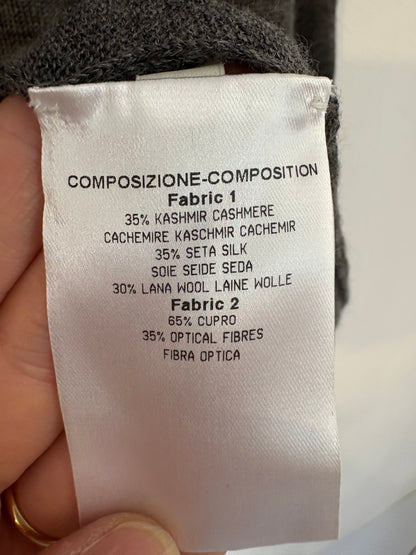 COMPOSIZIONE-COMPOSITION
Fabric 1
35% KASHMIR CASHMERE
CACHEMIRE KASCHMIR CACHEMIR
35% SETA SILK
SOIE SEIDE SEDA
30% LANA WOOL LAINE WOLLE
Fabric 2
65% CUPRO
35% OPTICAL FIBRES
FIBRA OPTICA